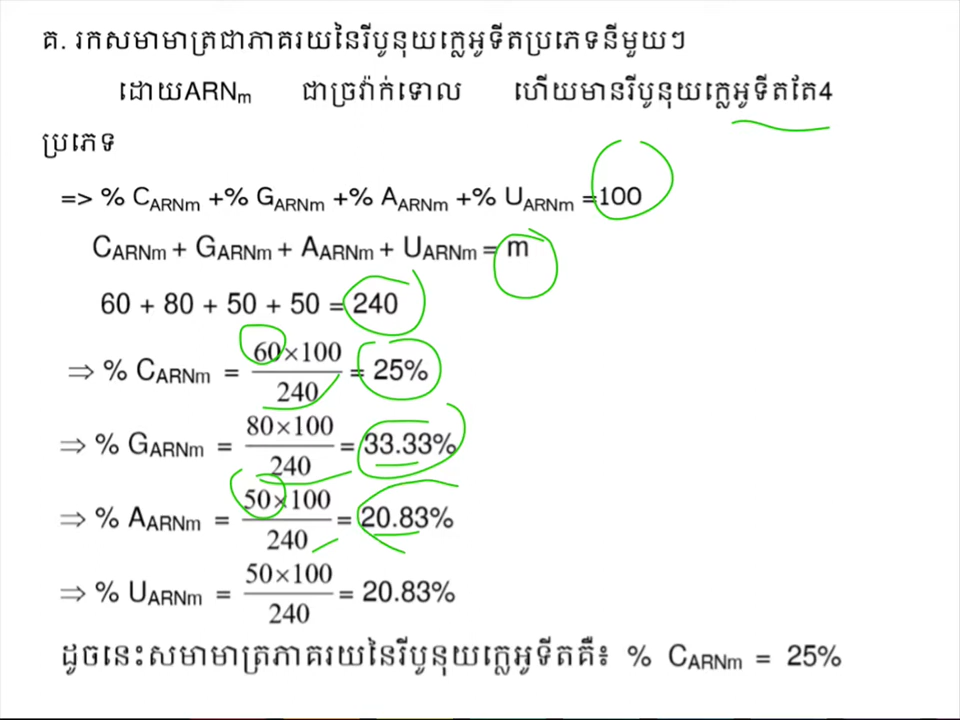 គ. រកសមាមាត្រជាភាគរយនៃរីបូនុយក្លេអូទីតប្រភេទនីមួយៗ
ដោយARNm ជាច្រវ៉ាក់ទោល ហើយមានរីបូនុយក្លេអូទីតតែ4
ប្រភេទ
=> % CARNm +% GARNm +% AARNm +% UARNm =100
CARNm + GARNm + AARNm + UARNm = m
60 + 80 + 50 + 50 = 240
⇒ % CARNm = 60×100/240 = 25%
⇒ % GARNm = 80×100/240 = 33.33%
⇒ % AARNm = 50×100/240 = 20.83%
⇒ % UARNm = 50×100/240 = 20.83%
ដូចនេះសមាមាត្រភាគរយនៃរីបូនុយក្លេអូទីតគឺ៖ % CARNm = 25%